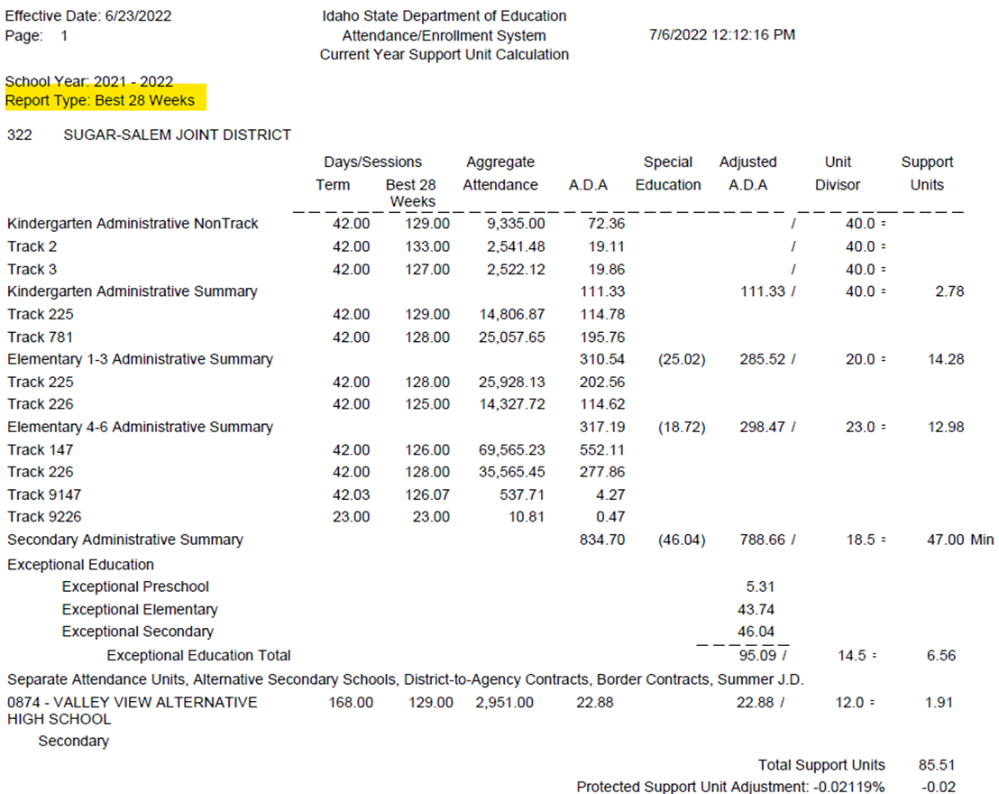 Effective Date: 6/23/2022 Idaho State Department of Education
Page: 1 Attendance/Enrollment System 7/6/2022 12:12:16 PM
Current Year Support Unit Calculation
School Year: 2021 - 2022
Report Type: Best 28 Weeks
322 SUGAR-SALEM JOINT DISTRICT
Days/Sessions Aggregate Special Adjusted Unit Support
Term Best 28 Attendance A.D.A Education A.D.A Divisor Units
Weeks
Kindergarten Administrative NonTrack 42.00 129.00 9,335.00 72.36 / 40.0 =
Track 2 42.00 133.00 2,541.48 19.11 / 40.0 =
Track 3 42.00 127.00 2,522.12 19.86 / 40.0 =
Kindergarten Administrative Summary 111.33 111.33 / 40.0 = 2.78
Track 225 42.00 129.00 14,806.87 114.78
Track 781 42.00 128.00 25,057.65 195.76
Elementary 1-3 Administrative Summary 310.54 (25.02) 285.52 / 20.0 = 14.28
Track 225 42.00 128.00 25,928.13 202.56
Track 226 42.00 125.00 14,327.72 114.62
Elementary 4-6 Administrative Summary 317.19 (18.72) 298.47 / 23.0 = 12.98
Track 147 42.00 126.00 69,565.23 552.11
Track 226 42.00 128.00 35,565.45 277.86
Track 9147 42.03 126.07 537.71 4.27
Track 9226 23.00 23.00 10.81 0.47
Secondary Administrative Summary 834.70 (46.04) 788.66 / 18.5 = 47.00 Min
Exceptional Education
Exceptional Preschool 5.31
Exceptional Elementary 43.74
Exceptional Secondary 46.04
Exceptional Education Total 95.09 / 14.5 = 6.56
Separate Attendance Units, Alternative Secondary Schools, District-to-Agency Contracts, Border Contracts, Summer J.D.
0874 - VALLEY VIEW ALTERNATIVE 168.00 129.00 2,951.00 22.88 22.88 / 12.0 = 1.91
HIGH SCHOOL
Secondary
Total Support Units 85.51
Protected Support Unit Adjustment: -0.02119% -0.02